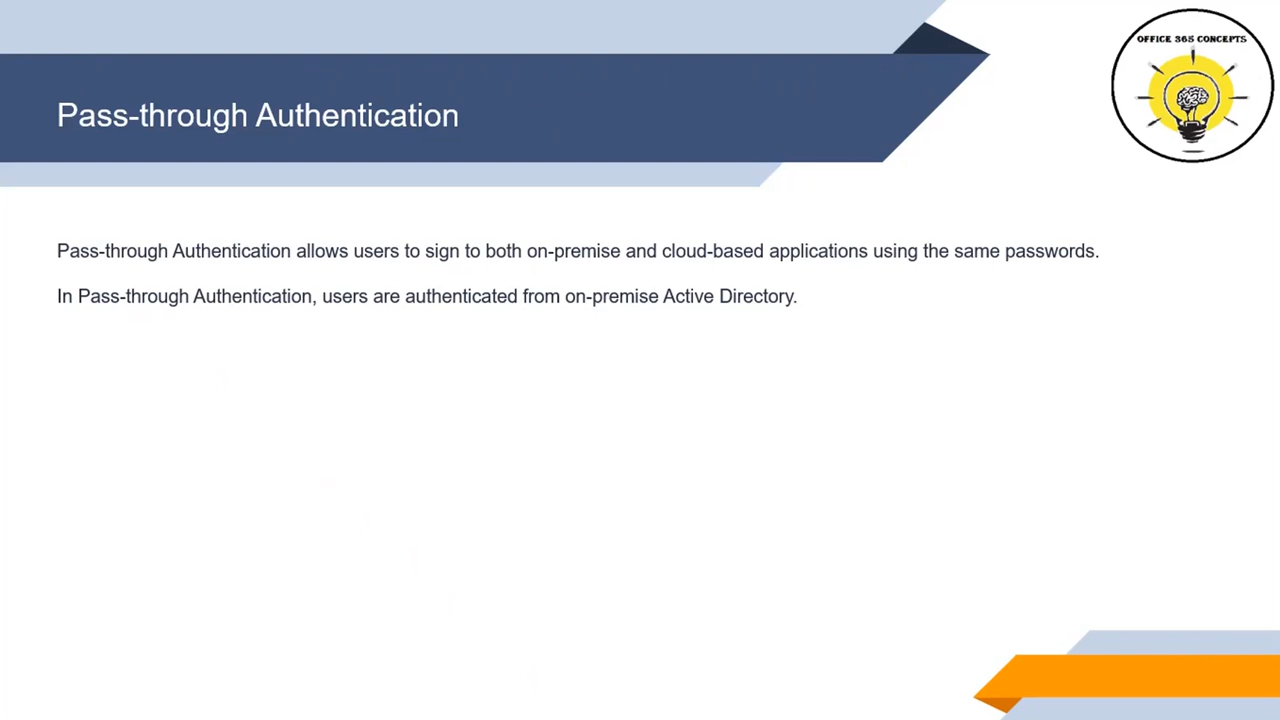 OFFICE 365 CONCEPTS
Pass-through Authentication
Pass-through Authentication allows users to sign to both on-premise and cloud-based applications using the same passwords.
In Pass-through Authentication, users are authenticated from on-premise Active Directory.